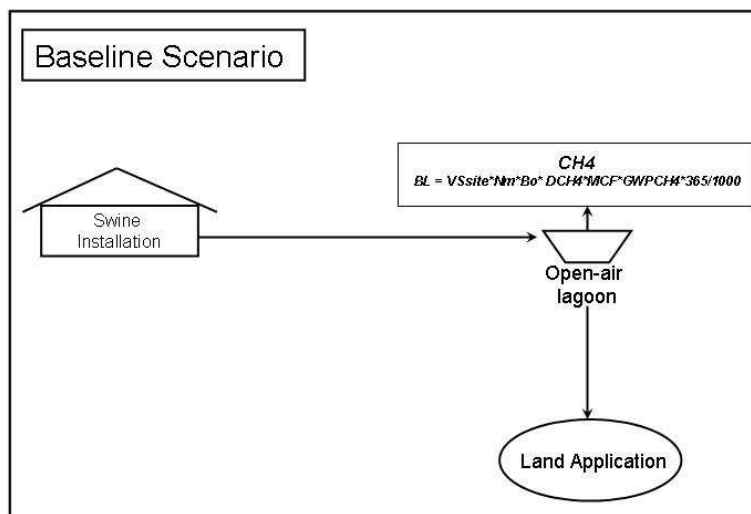 Baseline Scenario
CH4
BL = VSsite*Nm*Bo* DCH4*MCF*GWPCH4*365/1000
Swine
Installation
Open-air
lagoon
Land Application